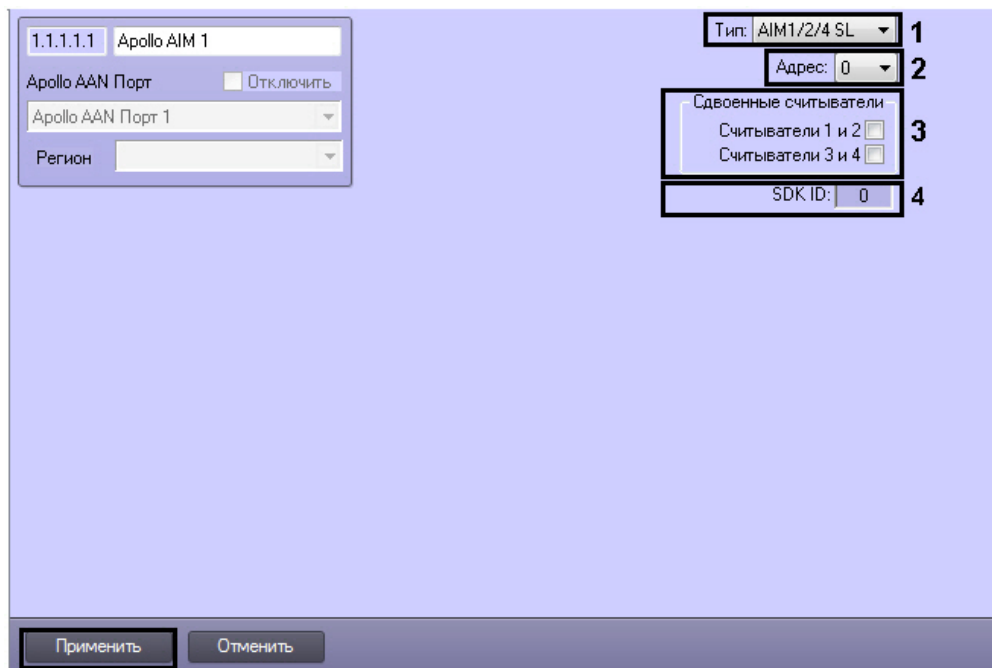 1.1.1.1.1 Apollo AIM 1
Apollo AAN Порт Отключить
Apollo AAN Порт 1
Регион
Тип: AIM1/2/4 SL 1
Адрес: 0 2
Сдвоенные считыватели
Считыватели 1 и 2
3
Считыватели 3 и 4
SDK ID: 0 4
Применить Отменить